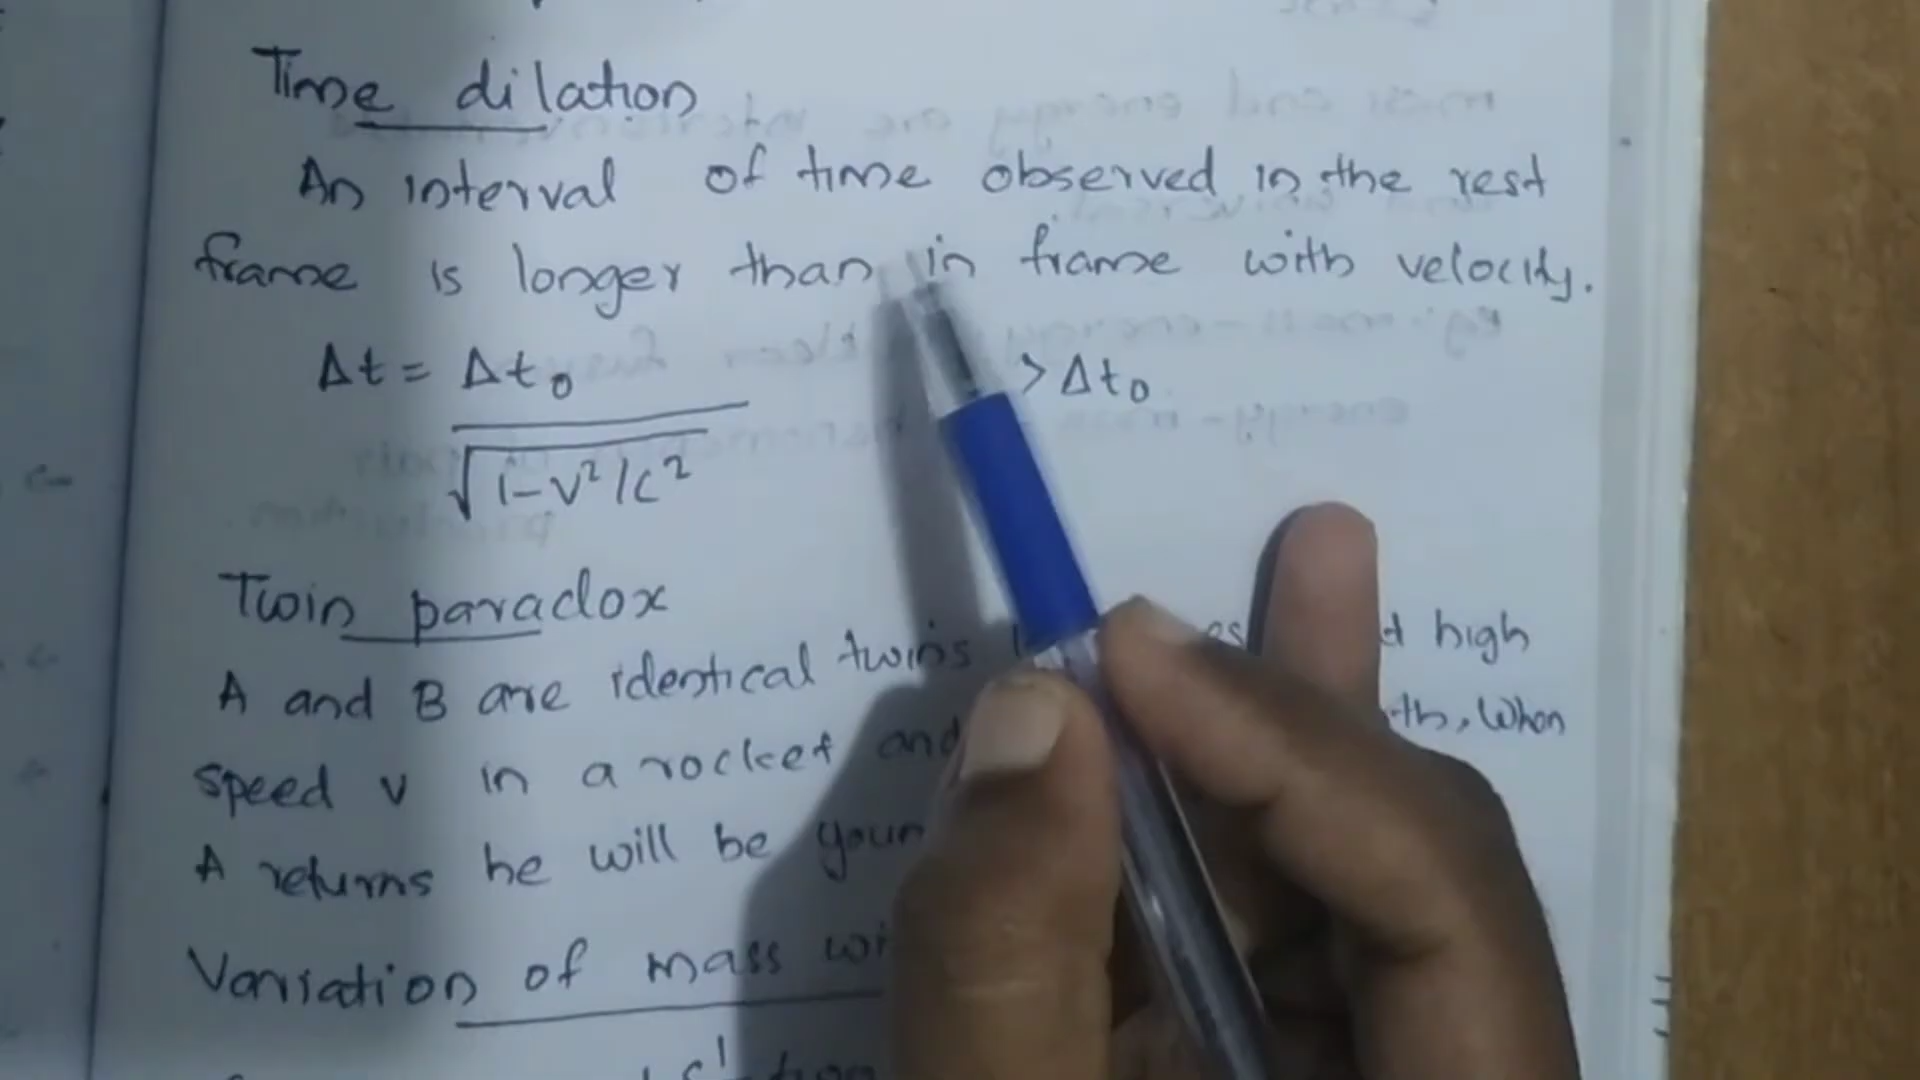 Time dilation
An interval of time observed in the rest
frame is longer than in frame with velocity.
Δt = Δt₀ / √1-v²/c² > Δt₀
Twin paradox
A and B are identical twins high
speed v in a rocket and When
A returns he will be
Variation of mass